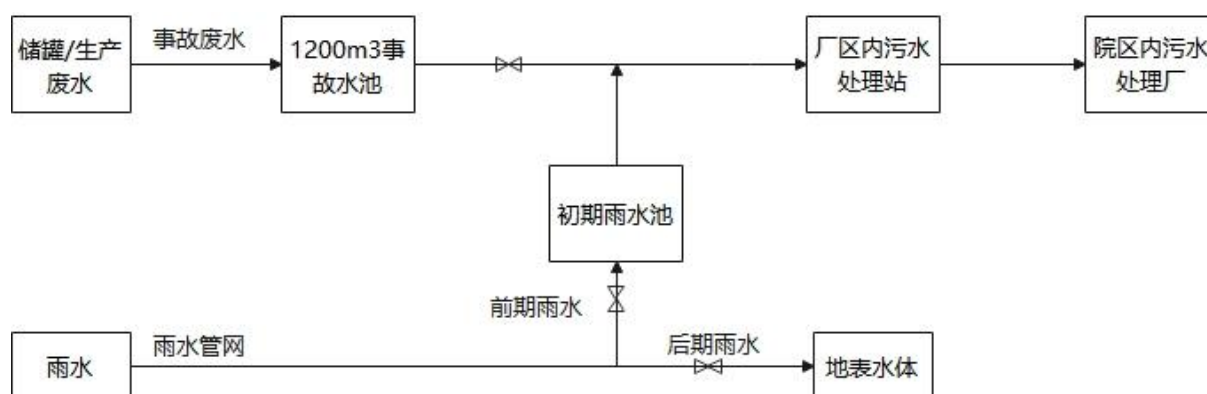 储罐/生产
废水
事故废水
1200m3事
故水池
厂区内污水
处理站
院区内污水
处理厂
初期雨水池
前期雨水
雨水
雨水管网
后期雨水
地表水体